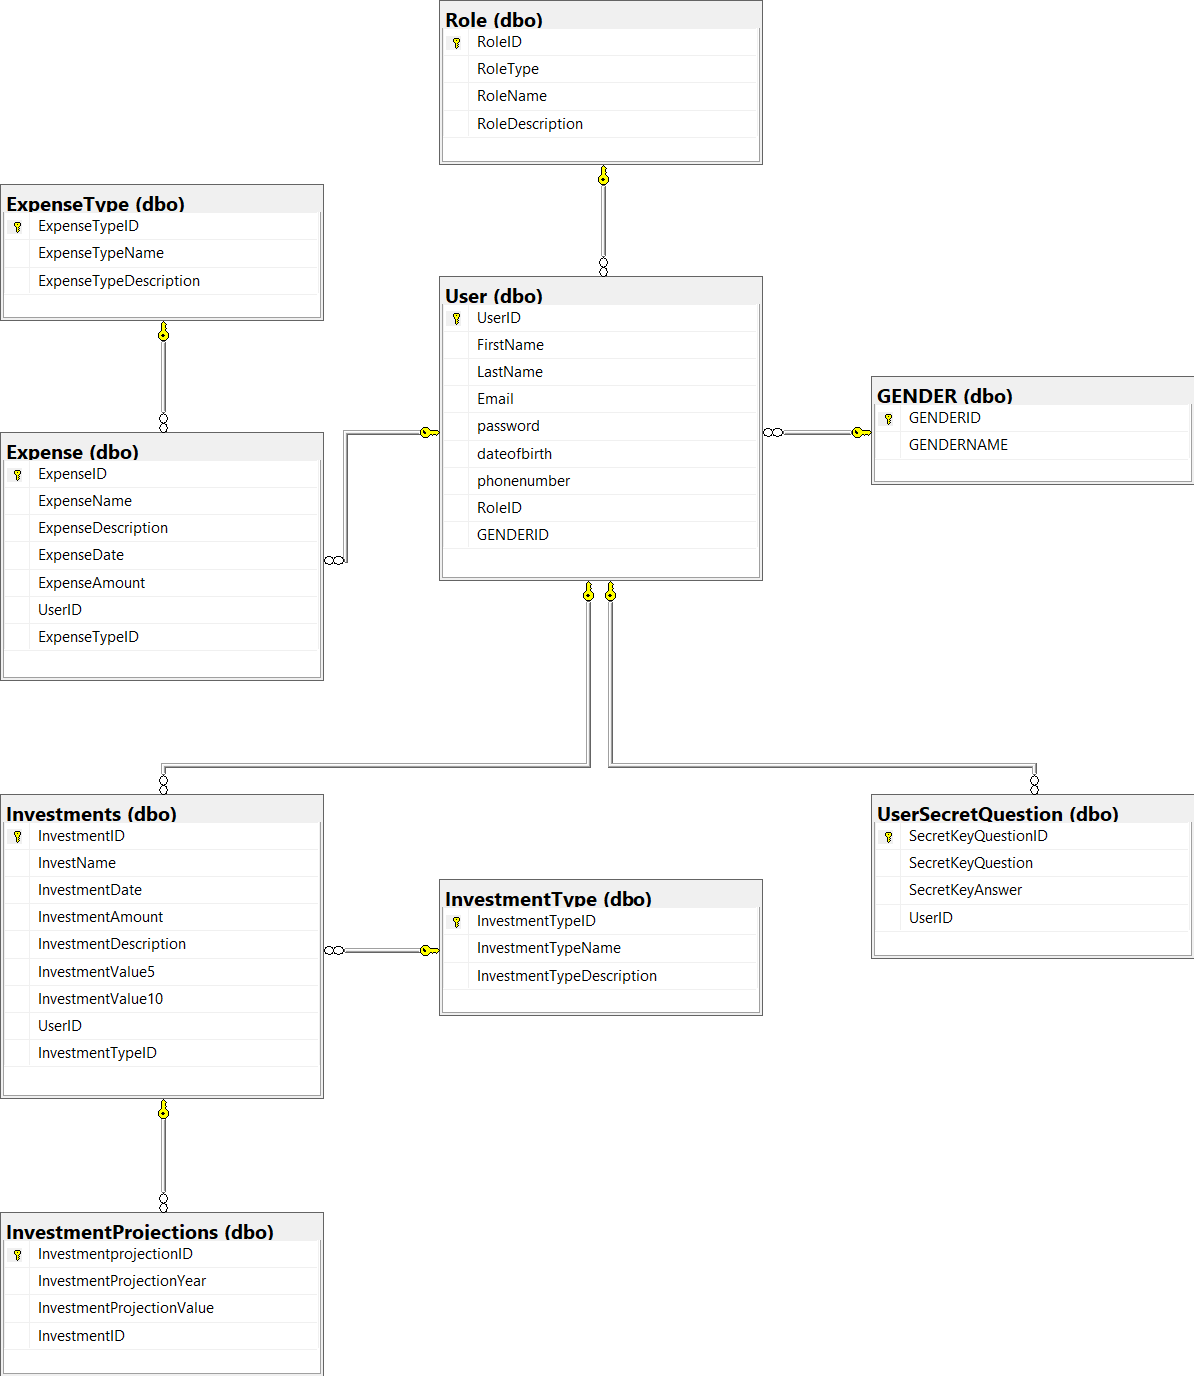 Role (dbo)
RoleID
RoleType
RoleName
RoleDescription
ExpenseType (dbo)
ExpenseTypeID
ExpenseTypeName
ExpenseTypeDescription
User (dbo)
UserID
FirstName
LastName
Email
password
dateofbirth
phonenumber
RoleID
GENDERID
GENDER (dbo)
GENDERID
GENDERNAME
Expense (dbo)
ExpenseID
ExpenseName
ExpenseDescription
ExpenseDate
ExpenseAmount
UserID
ExpenseTypeID
Investments (dbo)
InvestmentID
InvestName
InvestmentDate
InvestmentAmount
InvestmentDescription
InvestmentValue5
InvestmentValue10
UserID
InvestmentTypeID
InvestmentType (dbo)
InvestmentTypeID
InvestmentTypeName
InvestmentTypeDescription
UserSecretQuestion (dbo)
SecretKeyQuestionID
SecretKeyQuestion
SecretKeyAnswer
UserID
InvestmentProjections (dbo)
InvestmentprojectionID
InvestmentProjectionYear
InvestmentProjectionValue
InvestmentID